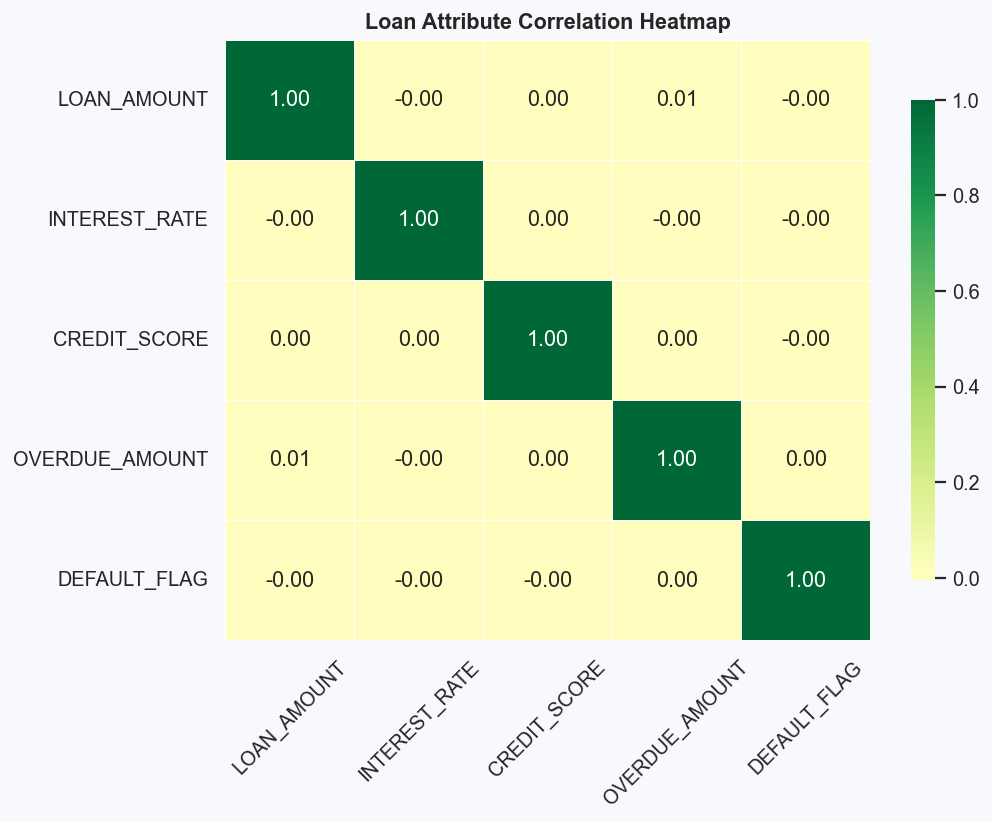 Loan Attribute Correlation Heatmap
LOAN_AMOUNT 1.00 -0.00 0.00 0.01 -0.00
INTEREST_RATE -0.00 1.00 0.00 -0.00 -0.00
CREDIT_SCORE 0.00 0.00 1.00 0.00 -0.00
OVERDUE_AMOUNT 0.01 -0.00 0.00 1.00 0.00
DEFAULT_FLAG -0.00 -0.00 -0.00 0.00 1.00
LOAN_AMOUNT INTEREST_RATE CREDIT_SCORE OVERDUE_AMOUNT DEFAULT_FLAG
1.0
0.8
0.6
0.4
0.2
0.0